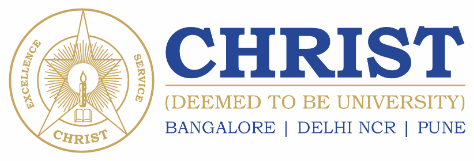 EXCELLENCE
SERVICE
CHRIST
CHRIST
(DEEMED TO BE UNIVERSITY)
BANGALORE | DELHI NCR | PUNE